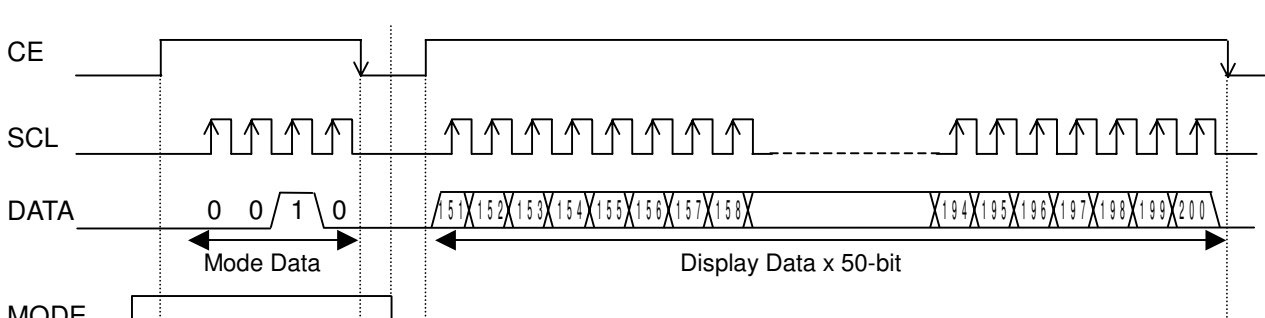 CE
SCL
DATA 0 0 1 0 151 152 153 154 155 156 157 158 194 195 196 197 198 199 200
Mode Data Display Data x 50-bit
MODE